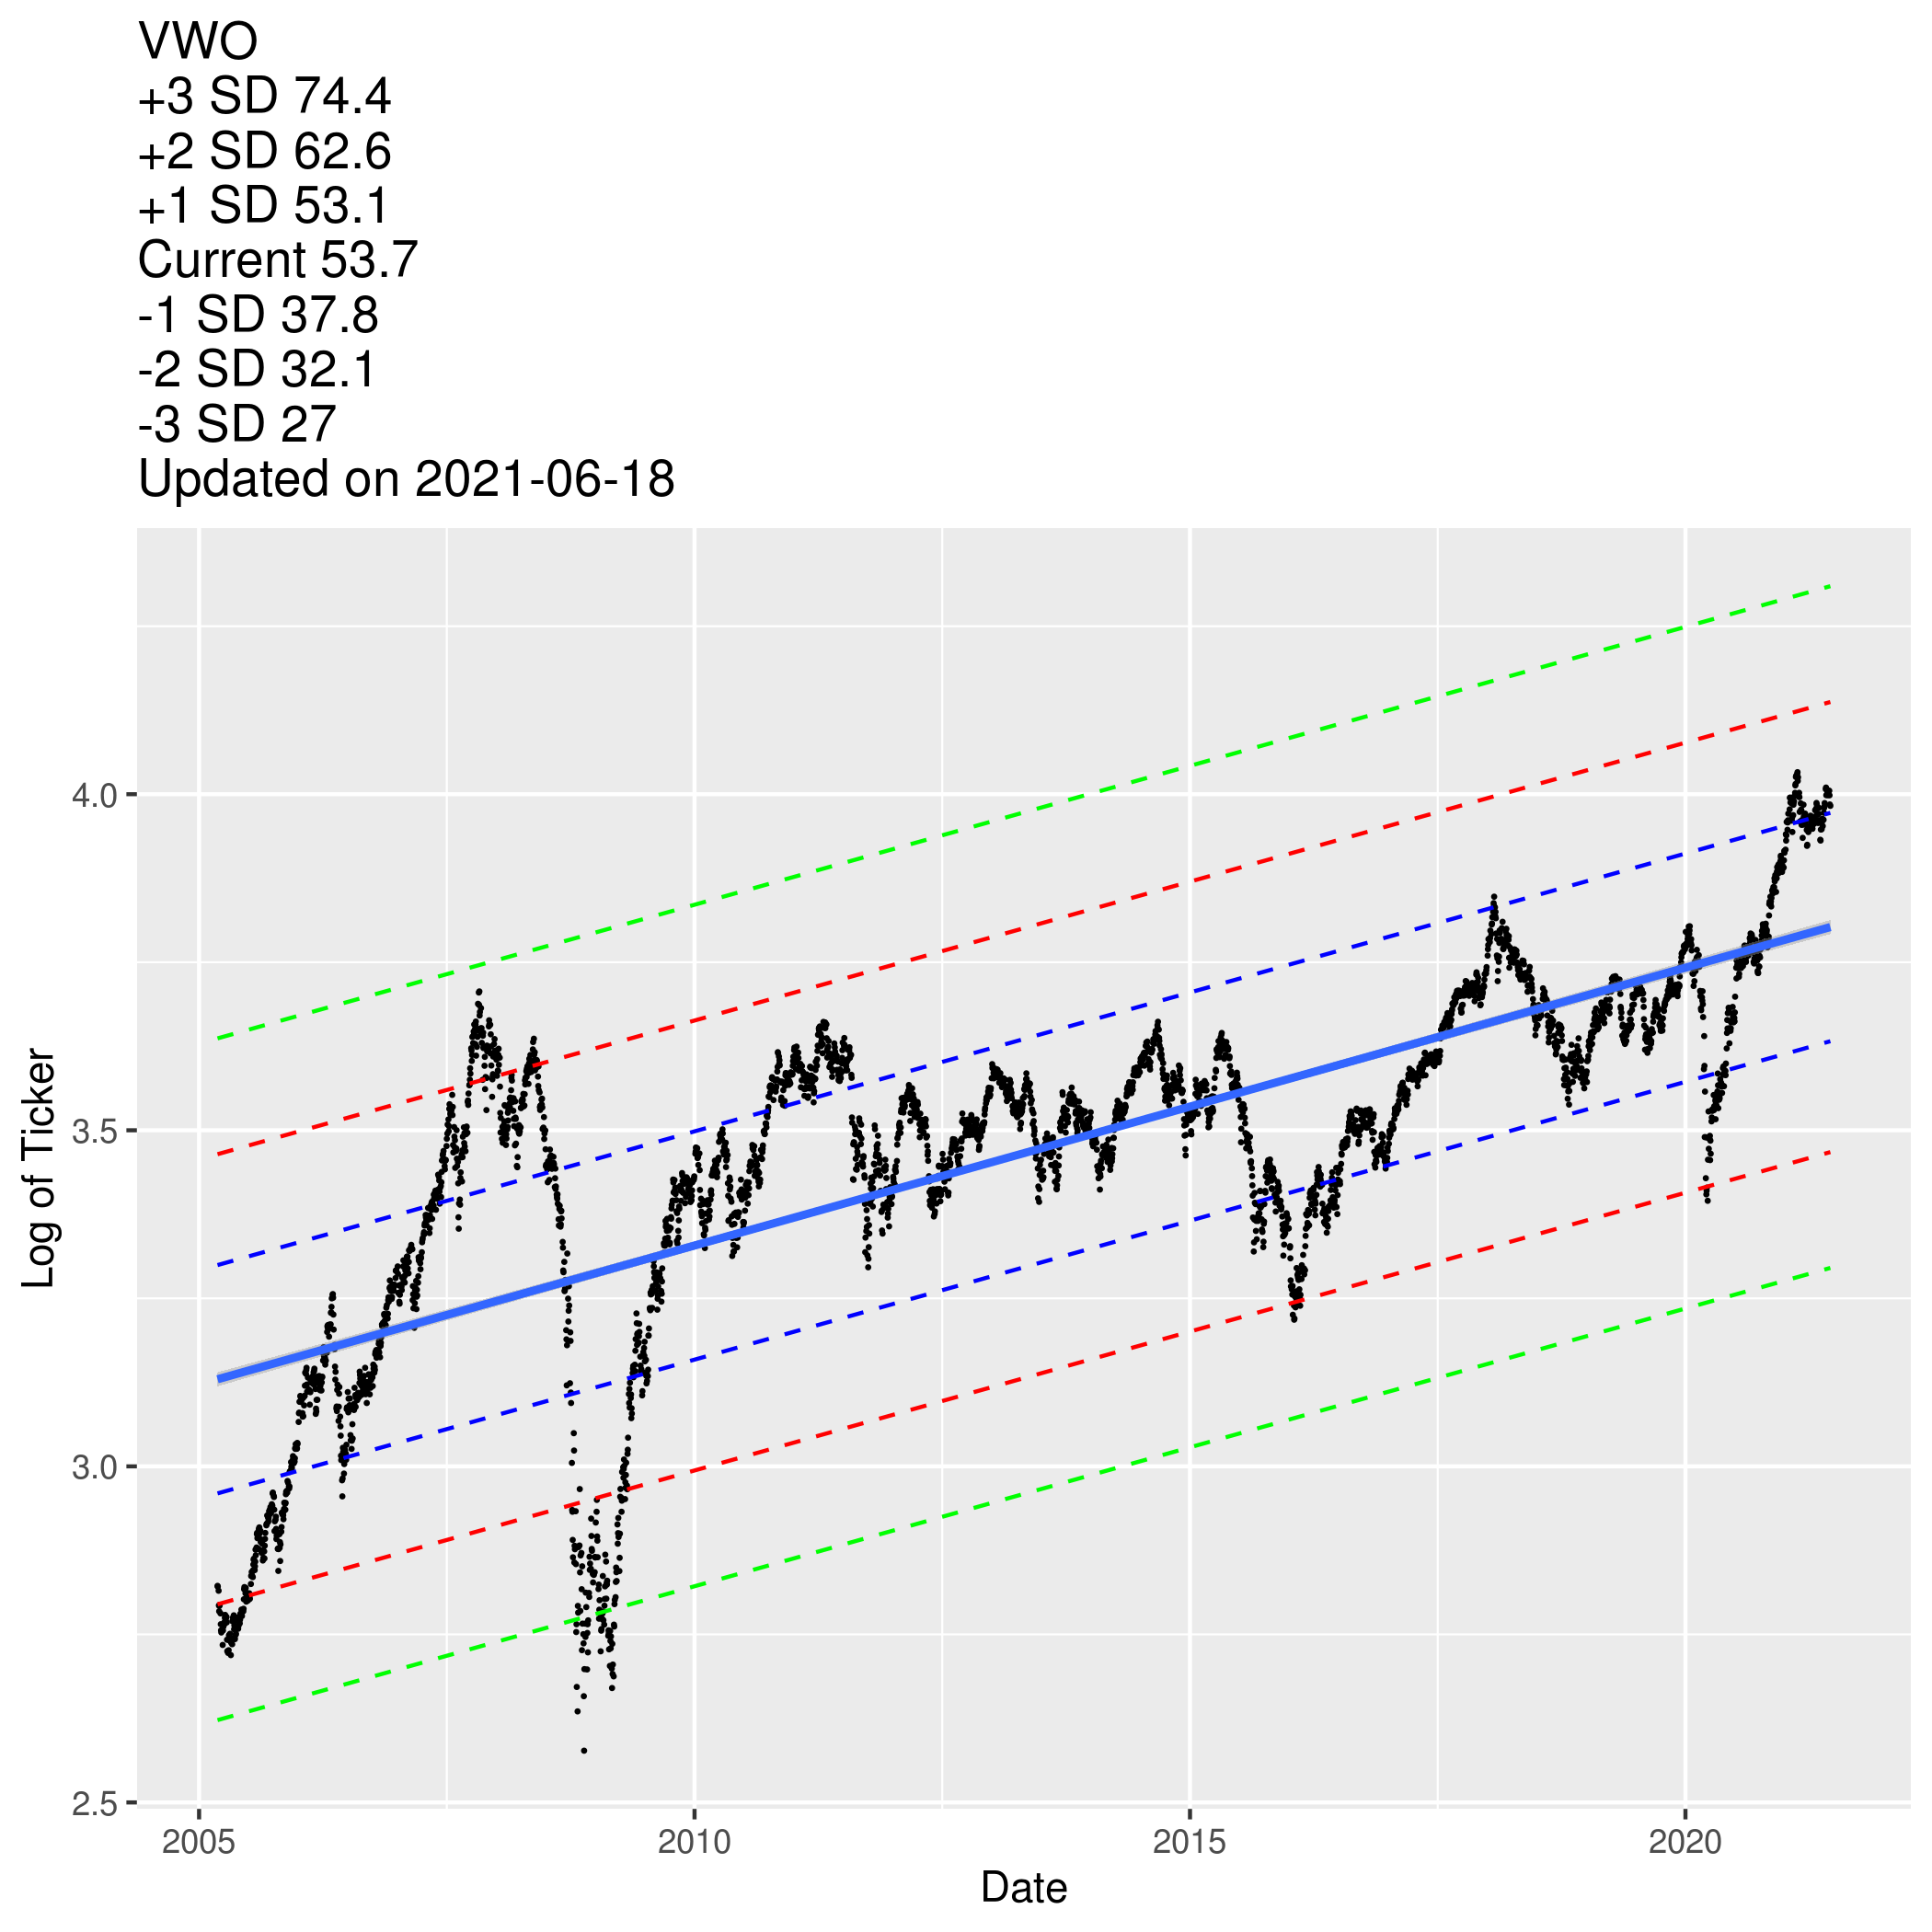 VWO
+3 SD 74.4
+2 SD 62.6
+1 SD 53.1
Current 53.7
-1 SD 37.8
-2 SD 32.1
-3 SD 27
Updated on 2021-06-18
4.0
3.5
3.0
2.5
Log of Ticker
2005 2010 2015 2020
Date